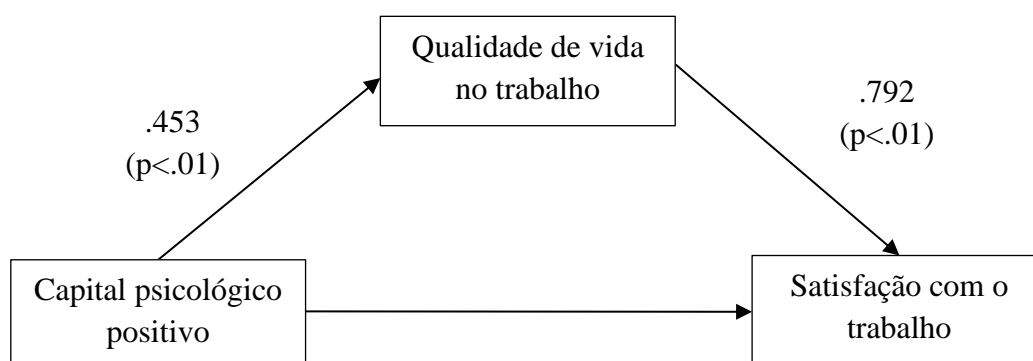 Qualidade de vida
no trabalho
.453
(p<.01)
.792
(p<.01)
Capital psicológico
positivo
Satisfação com o
trabalho